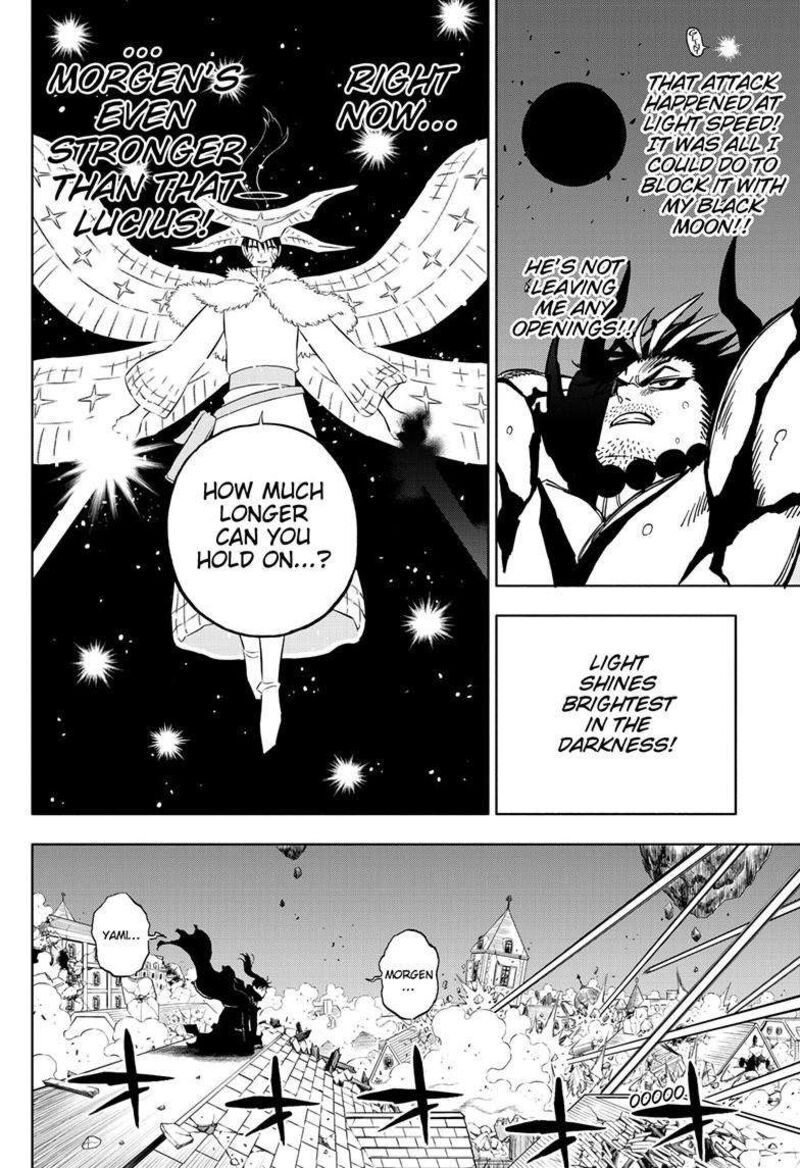 THAT ATTACK
HAPPENED AT
LIGHT SPEED!
IT WAS ALL I
COULD DO TO
BLOCK IT WITH
MY BLACK
MOON!!
HE'S NOT
LEAVING
ME ANY
OPENINGS!!
RIGHT
NOW...
...
MORGEN'S
EVEN
STRONGER
THAN THAT
LUCIUS!
HOW MUCH
LONGER
CAN YOU
HOLD ON...?
LIGHT
SHINES
BRIGHTEST
IN THE
DARKNESS!
MORGEN...
YAMI...
OOOOOO